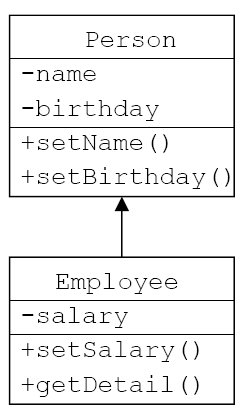 Person
-name
-birthday
+setName()
+setBirthday()
Employee
-salary
+setSalary()
+getDetail()